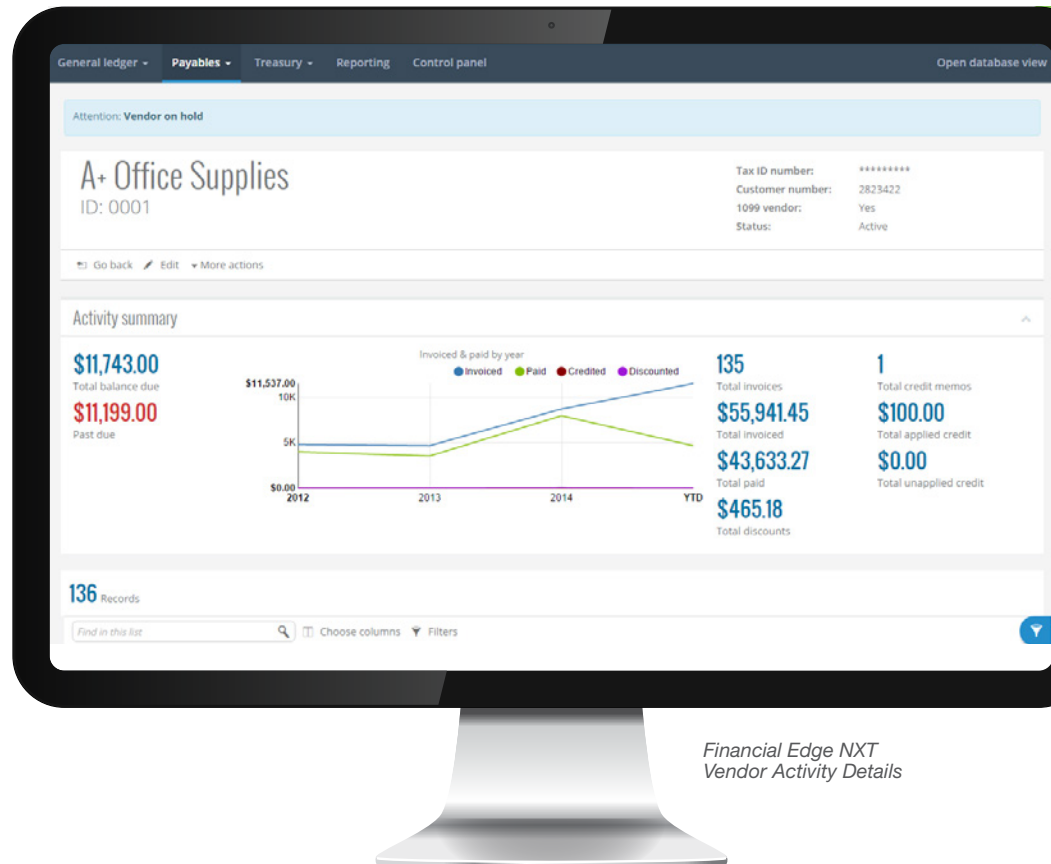 General ledger Payables Treasury Reporting Control panel Open database view
Attention: Vendor on hold
A+ Office Supplies
ID: 0001
Tax ID number: *********
Customer number: 2823422
1099 vendor: Yes
Status: Active
Go back Edit More actions
Activity summary
$11,743.00
Total balance due
$11,199.00
Past due
Invoiced & paid by year
Invoiced Paid Credited Discounted
$11,537.00
10K
5K
$0.00
2012 2013 2014 YTD
135
Total invoices
$55,941.45
Total invoiced
$43,633.27
Total paid
$465.18
Total discounts
1
Total credit memos
$100.00
Total applied credit
$0.00
Total unapplied credit
136 Records
Find in this list Choose columns Filters
Financial Edge NXT
Vendor Activity Details